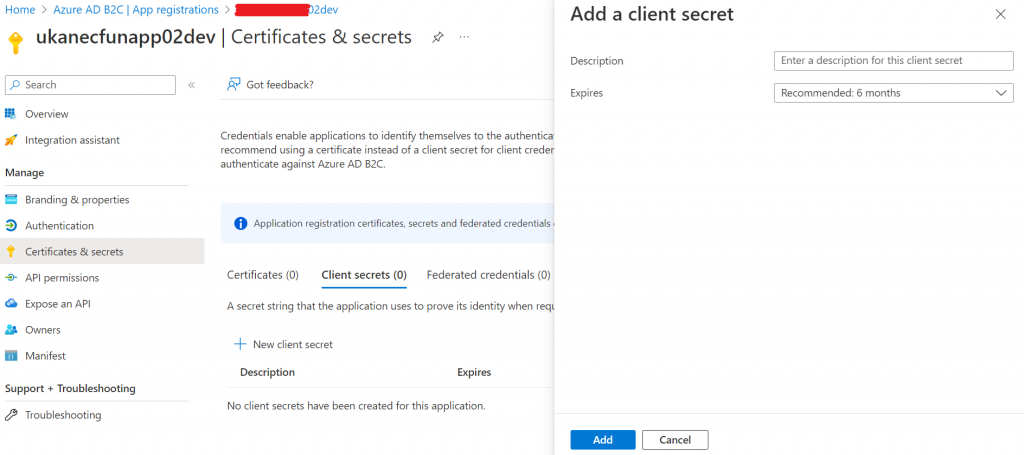 Home > Azure AD B2C | App registrations > 02dev
ukanecfunapp02dev | Certificates & secrets
Search
Got feedback?
Overview
Integration assistant
Manage
Branding & properties
Authentication
Certificates & secrets
API permissions
Expose an API
Owners
Manifest
Support + Troubleshooting
Troubleshooting
Credentials enable applications to identify themselves to the authentica
recommend using a certificate instead of a client secret for client creden
authenticate against Azure AD B2C.
Application registration certificates, secrets and federated credentials
Certificates (0) Client secrets (0) Federated credentials (0)
A secret string that the application uses to prove its identity when requ
New client secret
Description Expires
No client secrets have been created for this application.
Add a client secret
Description Enter a description for this client secret
Expires Recommended: 6 months
Add Cancel